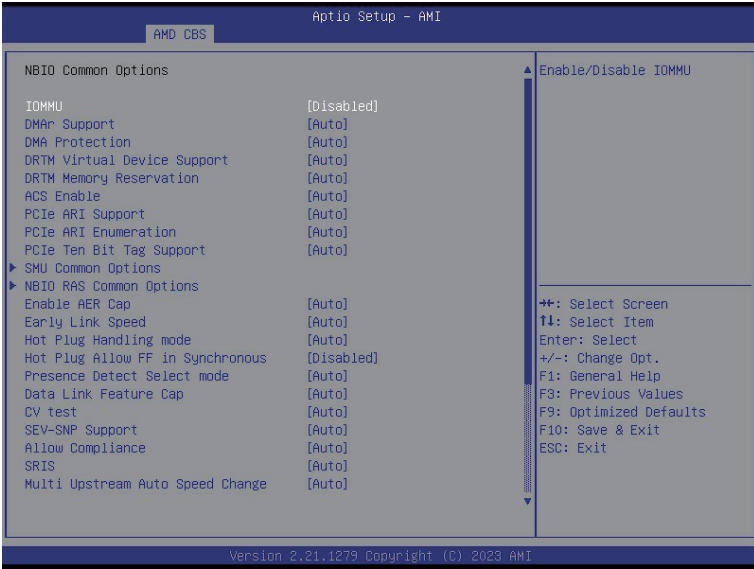 Aptio Setup – AMI
AMD CBS
NBIO Common Options
IOMMU [Disabled]
DMAr Support [Auto]
DMA Protection [Auto]
DRTM Virtual Device Support [Auto]
DRTM Memory Reservation [Auto]
ACS Enable [Auto]
PCIe ARI Support [Auto]
PCIe ARI Enumeration [Auto]
PCIe Ten Bit Tag Support [Auto]
SMU Common Options
NBIO RAS Common Options
Enable AER Cap [Auto]
Early Link Speed [Auto]
Hot Plug Handling mode [Auto]
Hot Plug Allow FF in Synchronous [Disabled]
Presence Detect Select mode [Auto]
Data Link Feature Cap [Auto]
CV test [Auto]
SEV-SNP Support [Auto]
Allow Compliance [Auto]
SRIS [Auto]
Multi Upstream Auto Speed Change [Auto]
Enable/Disable IOMMU
→←: Select Screen
↑↓: Select Item
Enter: Select
+/-: Change Opt.
F1: General Help
F3: Previous Values
F9: Optimized Defaults
F10: Save & Exit
ESC: Exit
Version 2.21.1279 Copyright (C) 2023 AMI